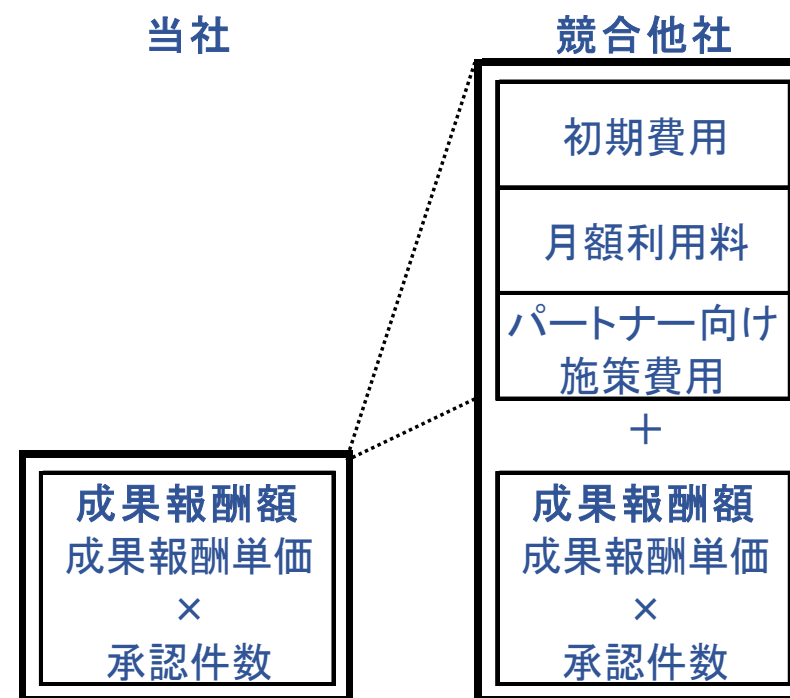 当社
競合他社
初期費用
月額利用料
パートナー向け
施策費用
＋
成果報酬額
成果報酬単価
×
承認件数
成果報酬額
成果報酬単価
×
承認件数